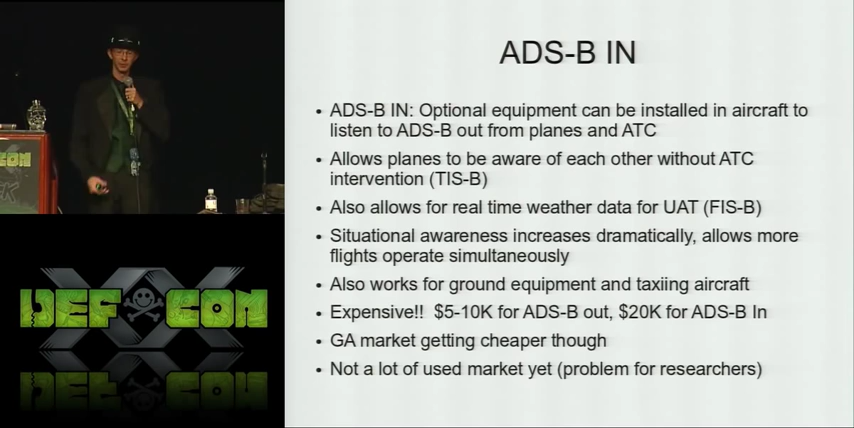 ADS-B IN
• ADS-B IN: Optional equipment can be installed in aircraft to
listen to ADS-B out from planes and ATC
• Allows planes to be aware of each other without ATC
intervention (TIS-B)
• Also allows for real time weather data for UAT (FIS-B)
• Situational awareness increases dramatically, allows more
flights operate simultaneously
• Also works for ground equipment and taxiing aircraft
• Expensive!!  $5-10K for ADS-B out, $20K for ADS-B In
• GA market getting cheaper though
• Not a lot of used market yet (problem for researchers)
XX
DEF CON